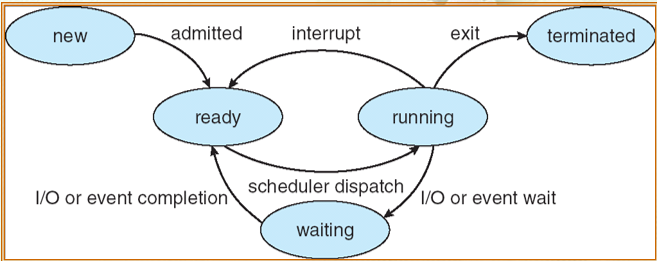 new
admitted
interrupt
exit
terminated
ready
running
I/O or event completion
scheduler dispatch
I/O or event wait
waiting